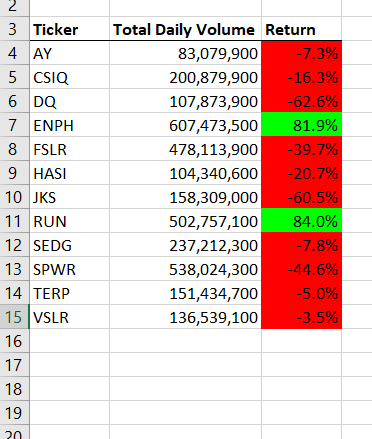 2
3 Ticker Total Daily Volume Return
4 AY 83,079,900 -7.3%
5 CSIQ 200,879,900 -16.3%
6 DQ 107,873,900 -62.6%
7 ENPH 607,473,500 81.9%
8 FSLR 478,113,900 -39.7%
9 HASI 104,340,600 -20.7%
10 JKS 158,309,000 -60.5%
11 RUN 502,757,100 84.0%
12 SEDG 237,212,300 -7.8%
13 SPWR 538,024,300 -44.6%
14 TERP 151,434,700 -5.0%
15 VSLR 136,539,100 -3.5%
16
17
18
19
20